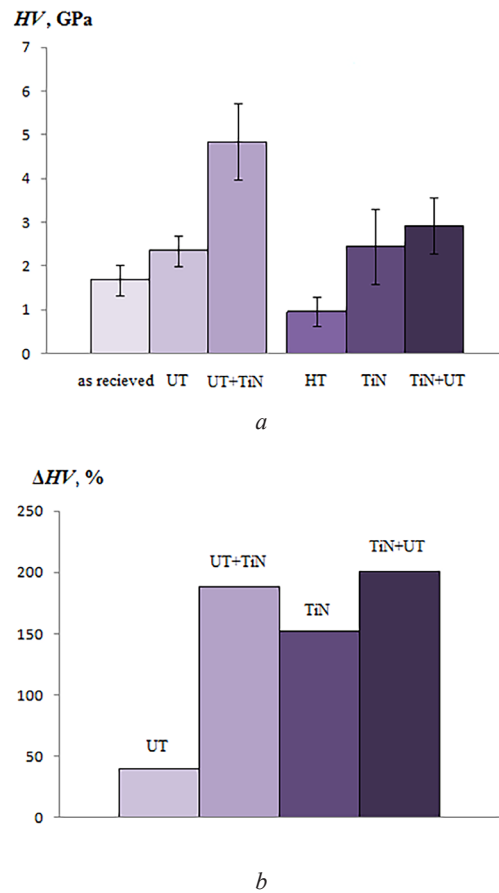 HV, GPa
7
6
5
4
3
2
1
0
as recieved UT UT+TiN HT TiN TiN+UT
a
ΔHV, %
250
200
150
100
50
0
UT
UT+TiN
TiN
TiN+UT
b